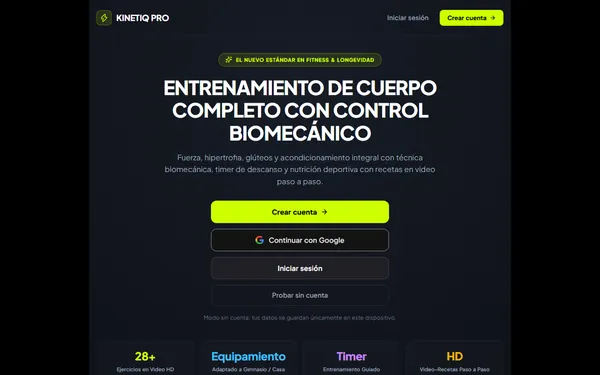 KINETIQ PRO
Iniciar sesión
Crear cuenta →
EL NUEVO ESTÁNDAR EN FITNESS & LONGEVIDAD
ENTRENAMIENTO DE CUERPO
COMPLETO CON CONTROL
BIOMECÁNICO
Fuerza, hipertrofia, glúteos y acondicionamiento integral con técnica
biomecánica, timer de descanso y nutrición deportiva con recetas en video
paso a paso.
Crear cuenta →
Continuar con Google
Iniciar sesión
Probar sin cuenta
Modo sin cuenta: tus datos se guardan únicamente en este dispositivo.
28+
Ejercicios en Video HD
Equipamiento
Adaptado a Gimnasio / Casa
Timer
Entrenamiento Guiado
HD
Video-Recetas Paso a Paso